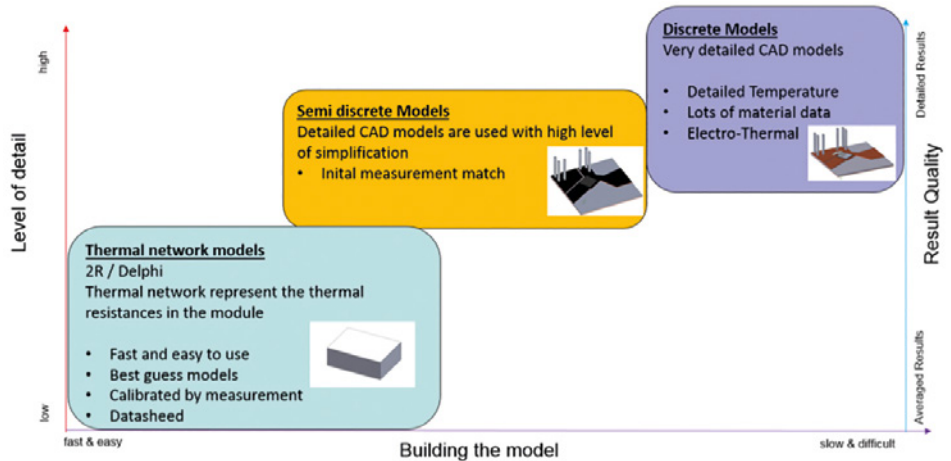 Discrete Models
Very detailed CAD models
• Detailed Temperature
• Lots of material data
• Electro-Thermal
Semi discrete Models
Detailed CAD models are used with high level
of simplification
• Inital measurement match
Thermal network models
2R / Delphi
Thermal network represent the thermal
resistances in the module
• Fast and easy to use
• Best guess models
• Calibrated by measurement
• Datasheed
high
Level of detail
low
Detailed Results
Result Quality
Averaged Results
fast & easy
Building the model
slow & difficult